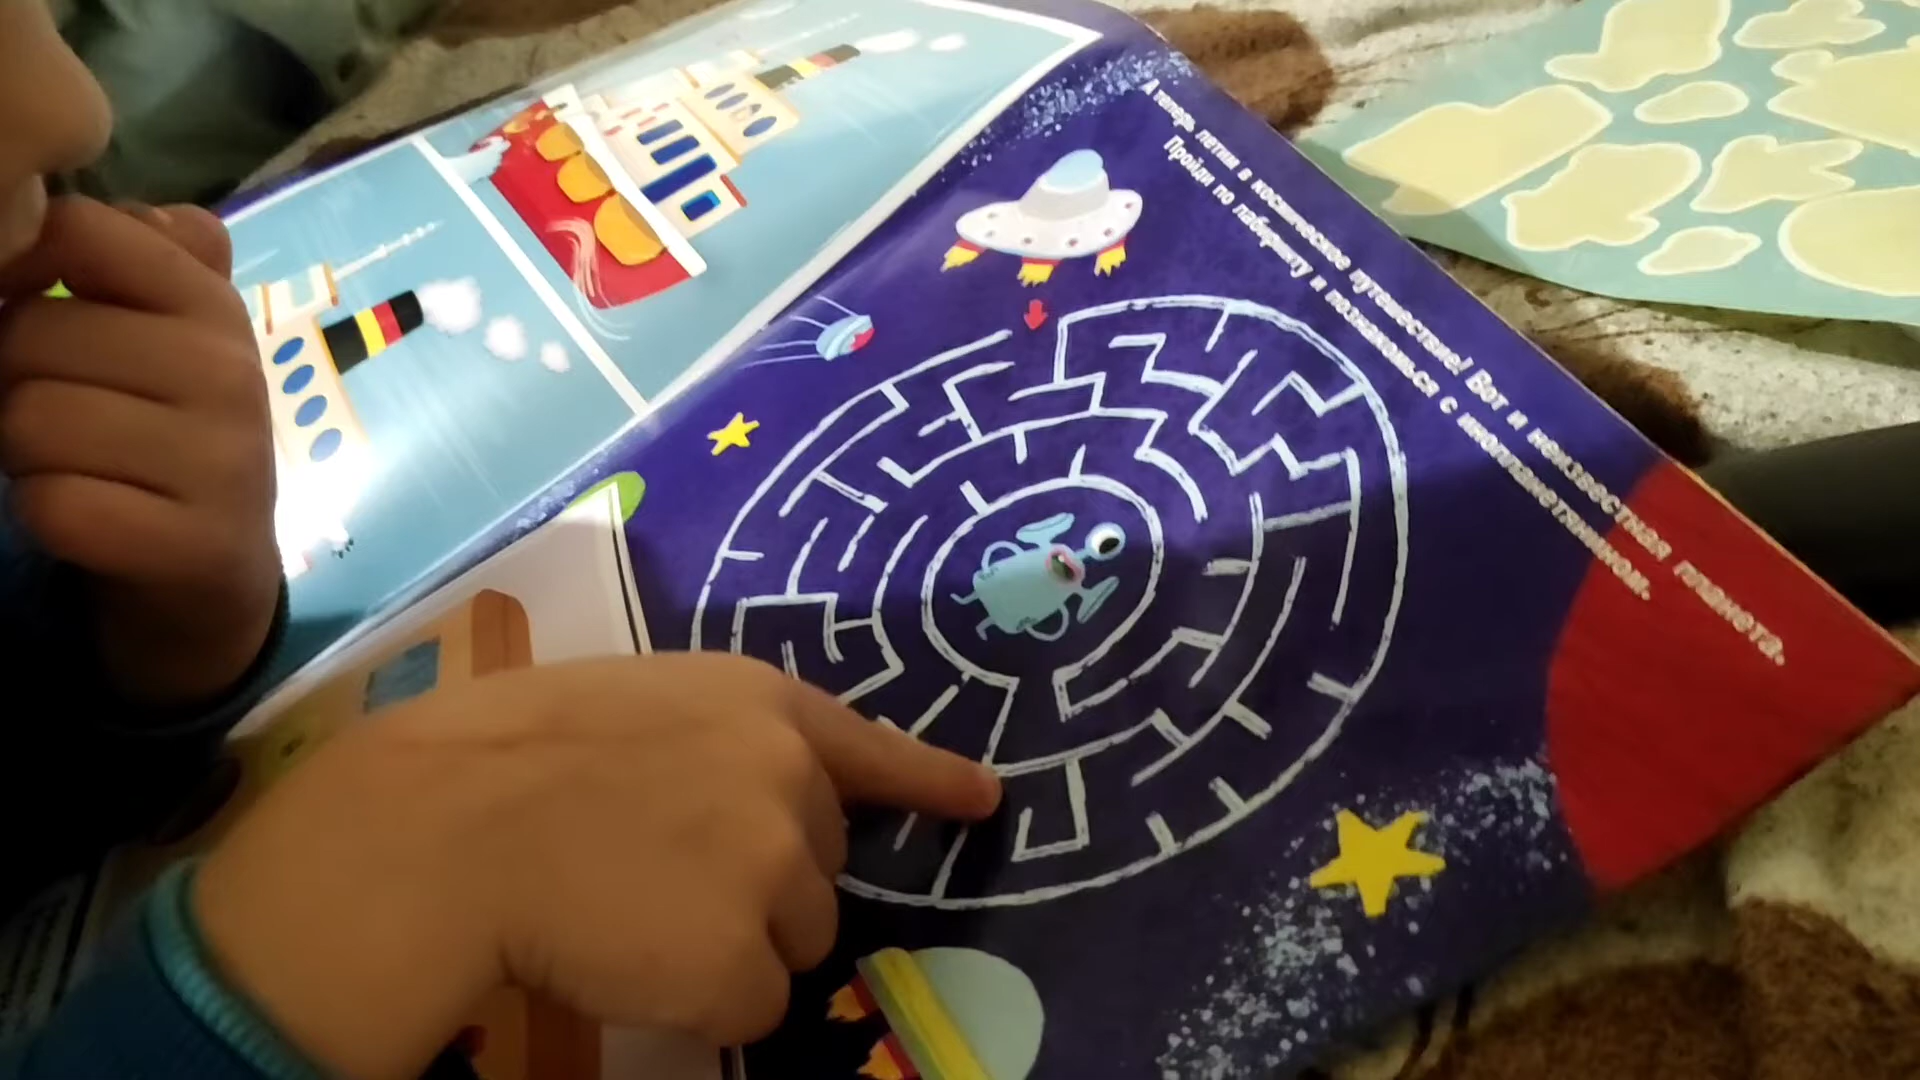 А теперь летим в космическое путешествие! Вот и неизвестная планета.
Пройди по лабиринту и познакомься с инопланетянином.